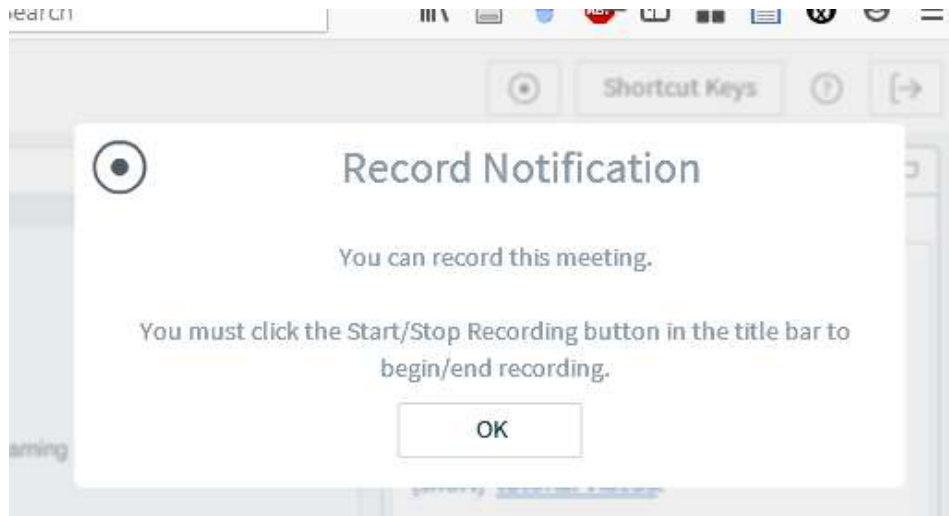 Search
Shortcut Keys
Record Notification
You can record this meeting.
You must click the Start/Stop Recording button in the title bar to
begin/end recording.
OK